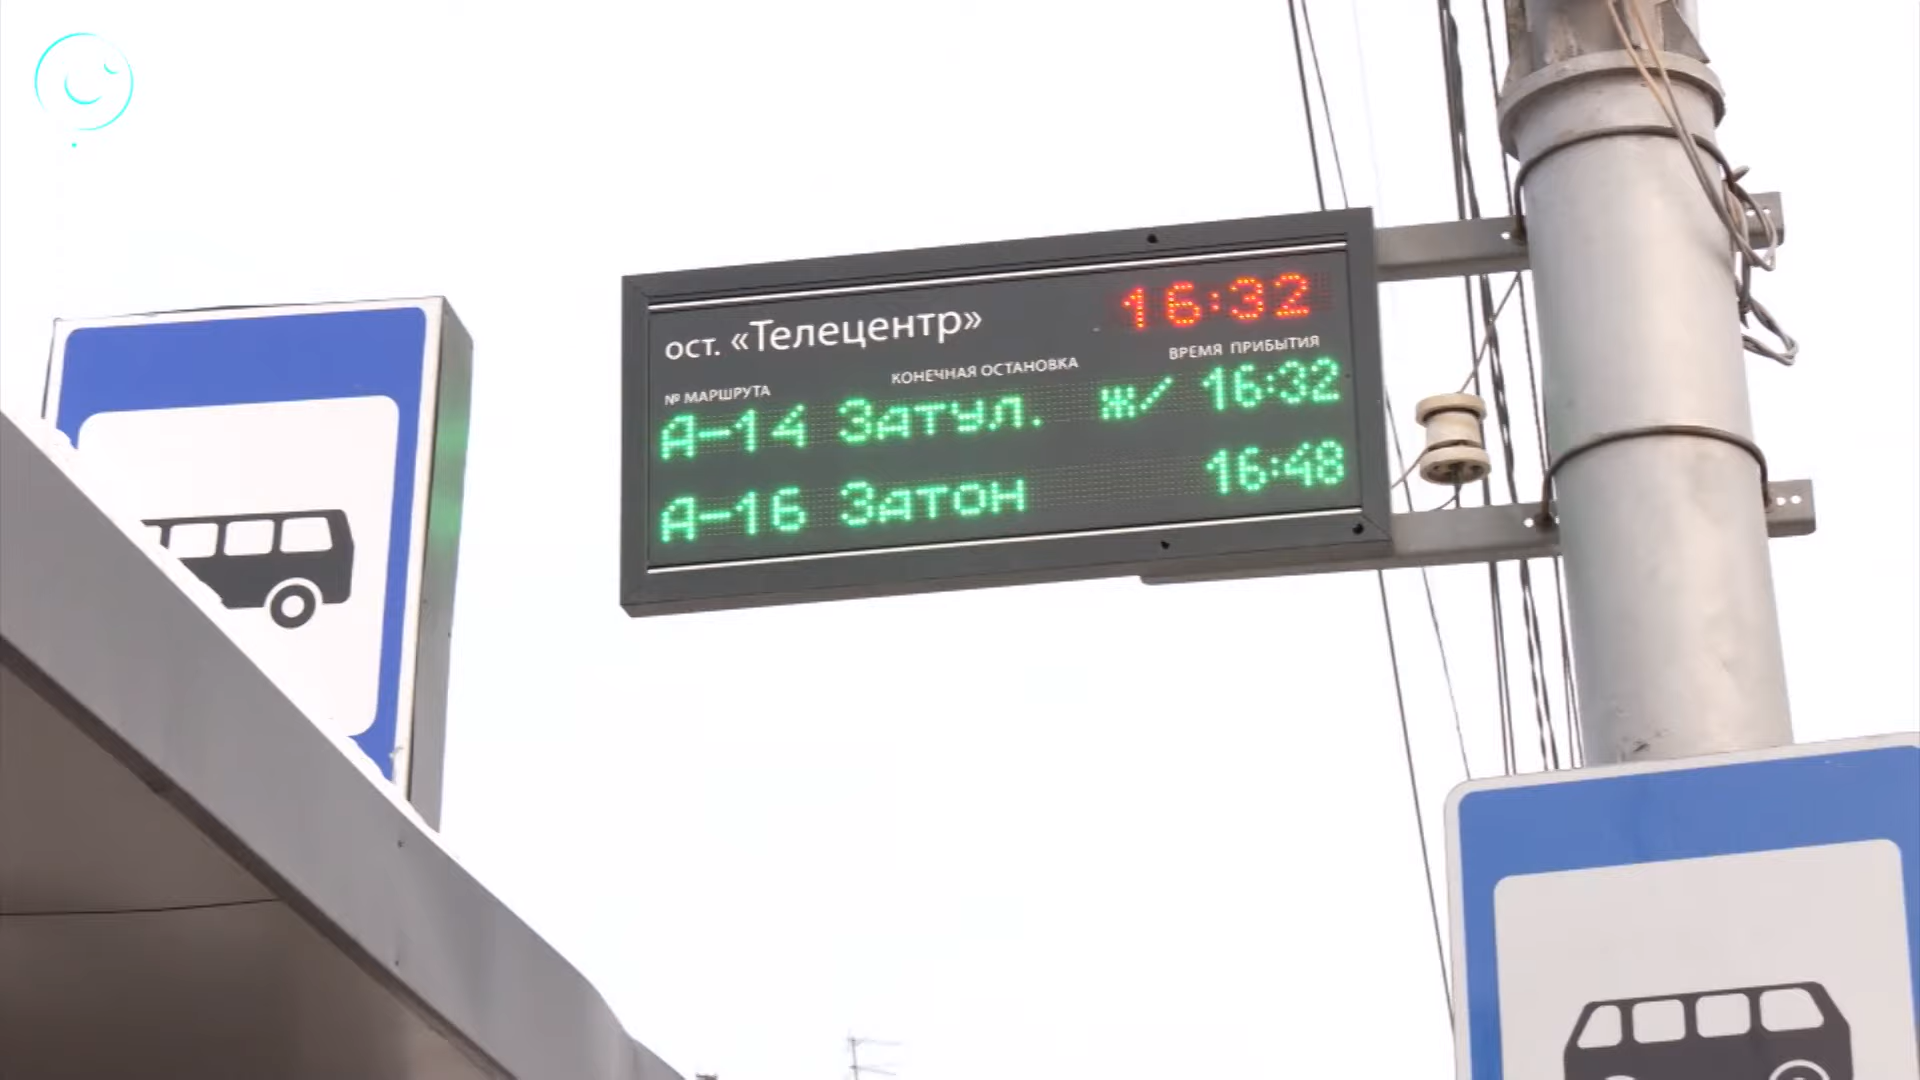 ост. «Телецентр» 16:32
№ МАРШРУТА КОНЕЧНАЯ ОСТАНОВКА ВРЕМЯ ПРИБЫТИЯ
А-14 Затул. ж/ 16:32
А-16 Затон 16:48